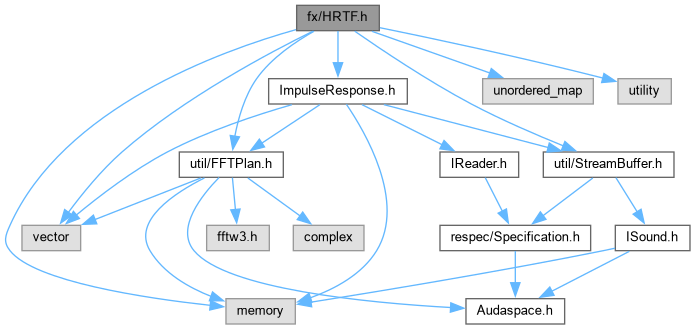 fx/HRTF.h
ImpulseResponse.h
unordered_map
utility
util/FFTPlan.h
IReader.h
util/StreamBuffer.h
vector
fftw3.h
complex
respec/Specification.h
ISound.h
memory
Audaspace.h